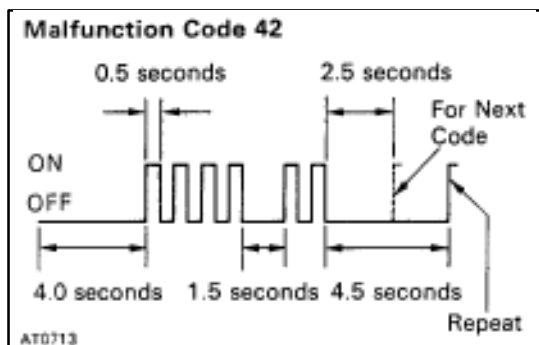 Malfunction Code 42
0.5 seconds
2.5 seconds
For Next
Code
ON
OFF
4.0 seconds
1.5 seconds
4.5 seconds
Repeat
AT0713